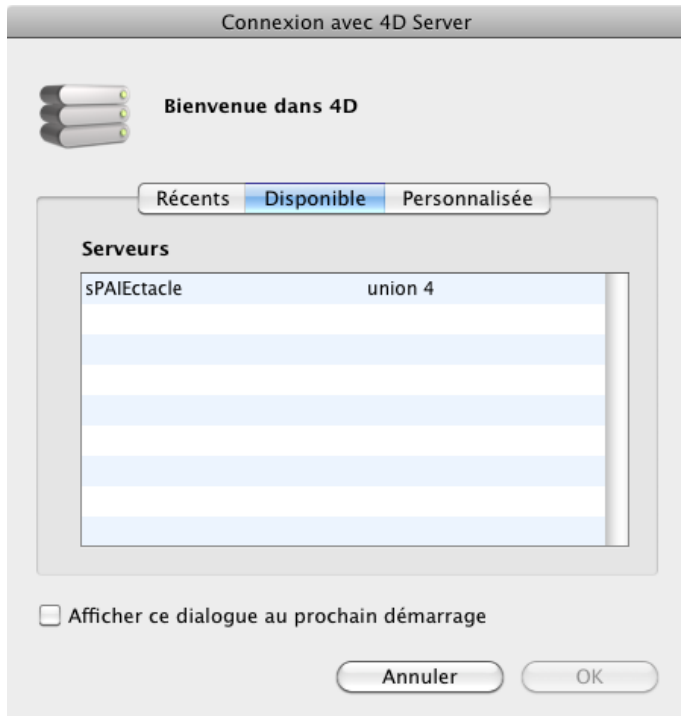 Connexion avec 4D Server
Bienvenue dans 4D
Récents Disponible Personnalisée
Serveurs
sPAIEctacle union 4
Afficher ce dialogue au prochain démarrage
Annuler OK